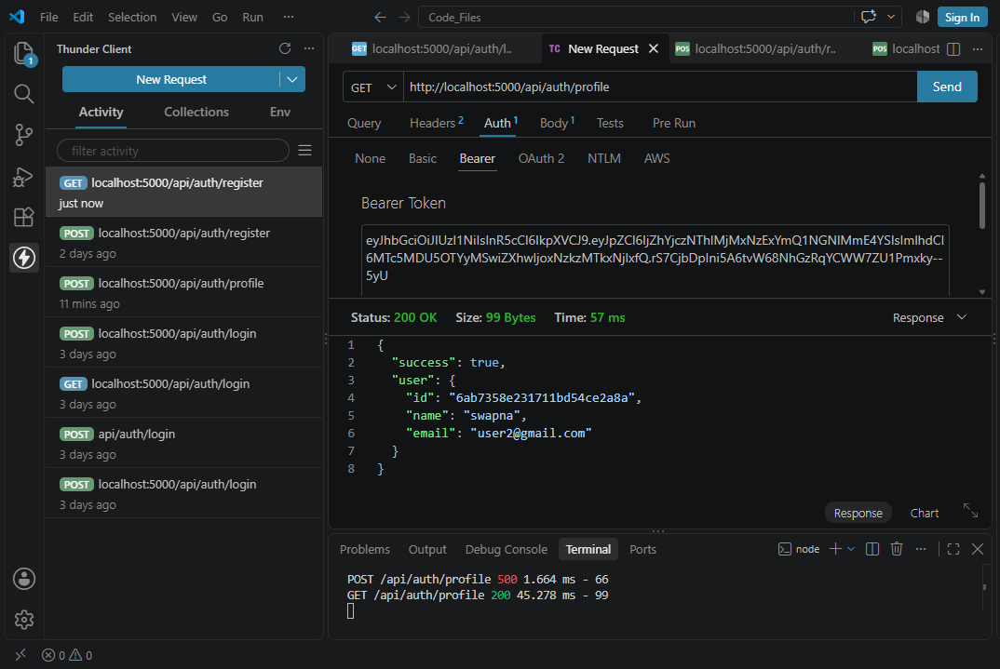 File Edit Selection View Go Run ··· Code_Files Sign In
Thunder Client
New Request
Activity Collections Env
filter activity
GET localhost:5000/api/auth/register
just now
POST localhost:5000/api/auth/register
2 days ago
POST localhost:5000/api/auth/profile
11 mins ago
POST localhost:5000/api/auth/login
3 days ago
GET localhost:5000/api/auth/login
3 days ago
POST api/auth/login
3 days ago
POST localhost:5000/api/auth/login
3 days ago
1
GET localhost:5000/api/auth/l.. TC New Request POS localhost:5000/api/auth/r.. POS localhost
GET http://localhost:5000/api/auth/profile Send
Query Headers 2 Auth 1 Body 1 Tests Pre Run
None Basic Bearer OAuth 2 NTLM AWS
Bearer Token
5yU
Status: 200 OK Size: 99 Bytes Time: 57 ms Response
1 {
2 "success": true,
3 "user": {
4 "id": "6ab7358e231711bd54ce2a8a",
5 "name": "swapna",
6 "email": "user2@gmail.com"
7 }
8 }
Response Chart
Problems Output Debug Console Terminal Ports node
POST /api/auth/profile 500 1.664 ms - 66
GET /api/auth/profile 200 45.278 ms - 99
0 0